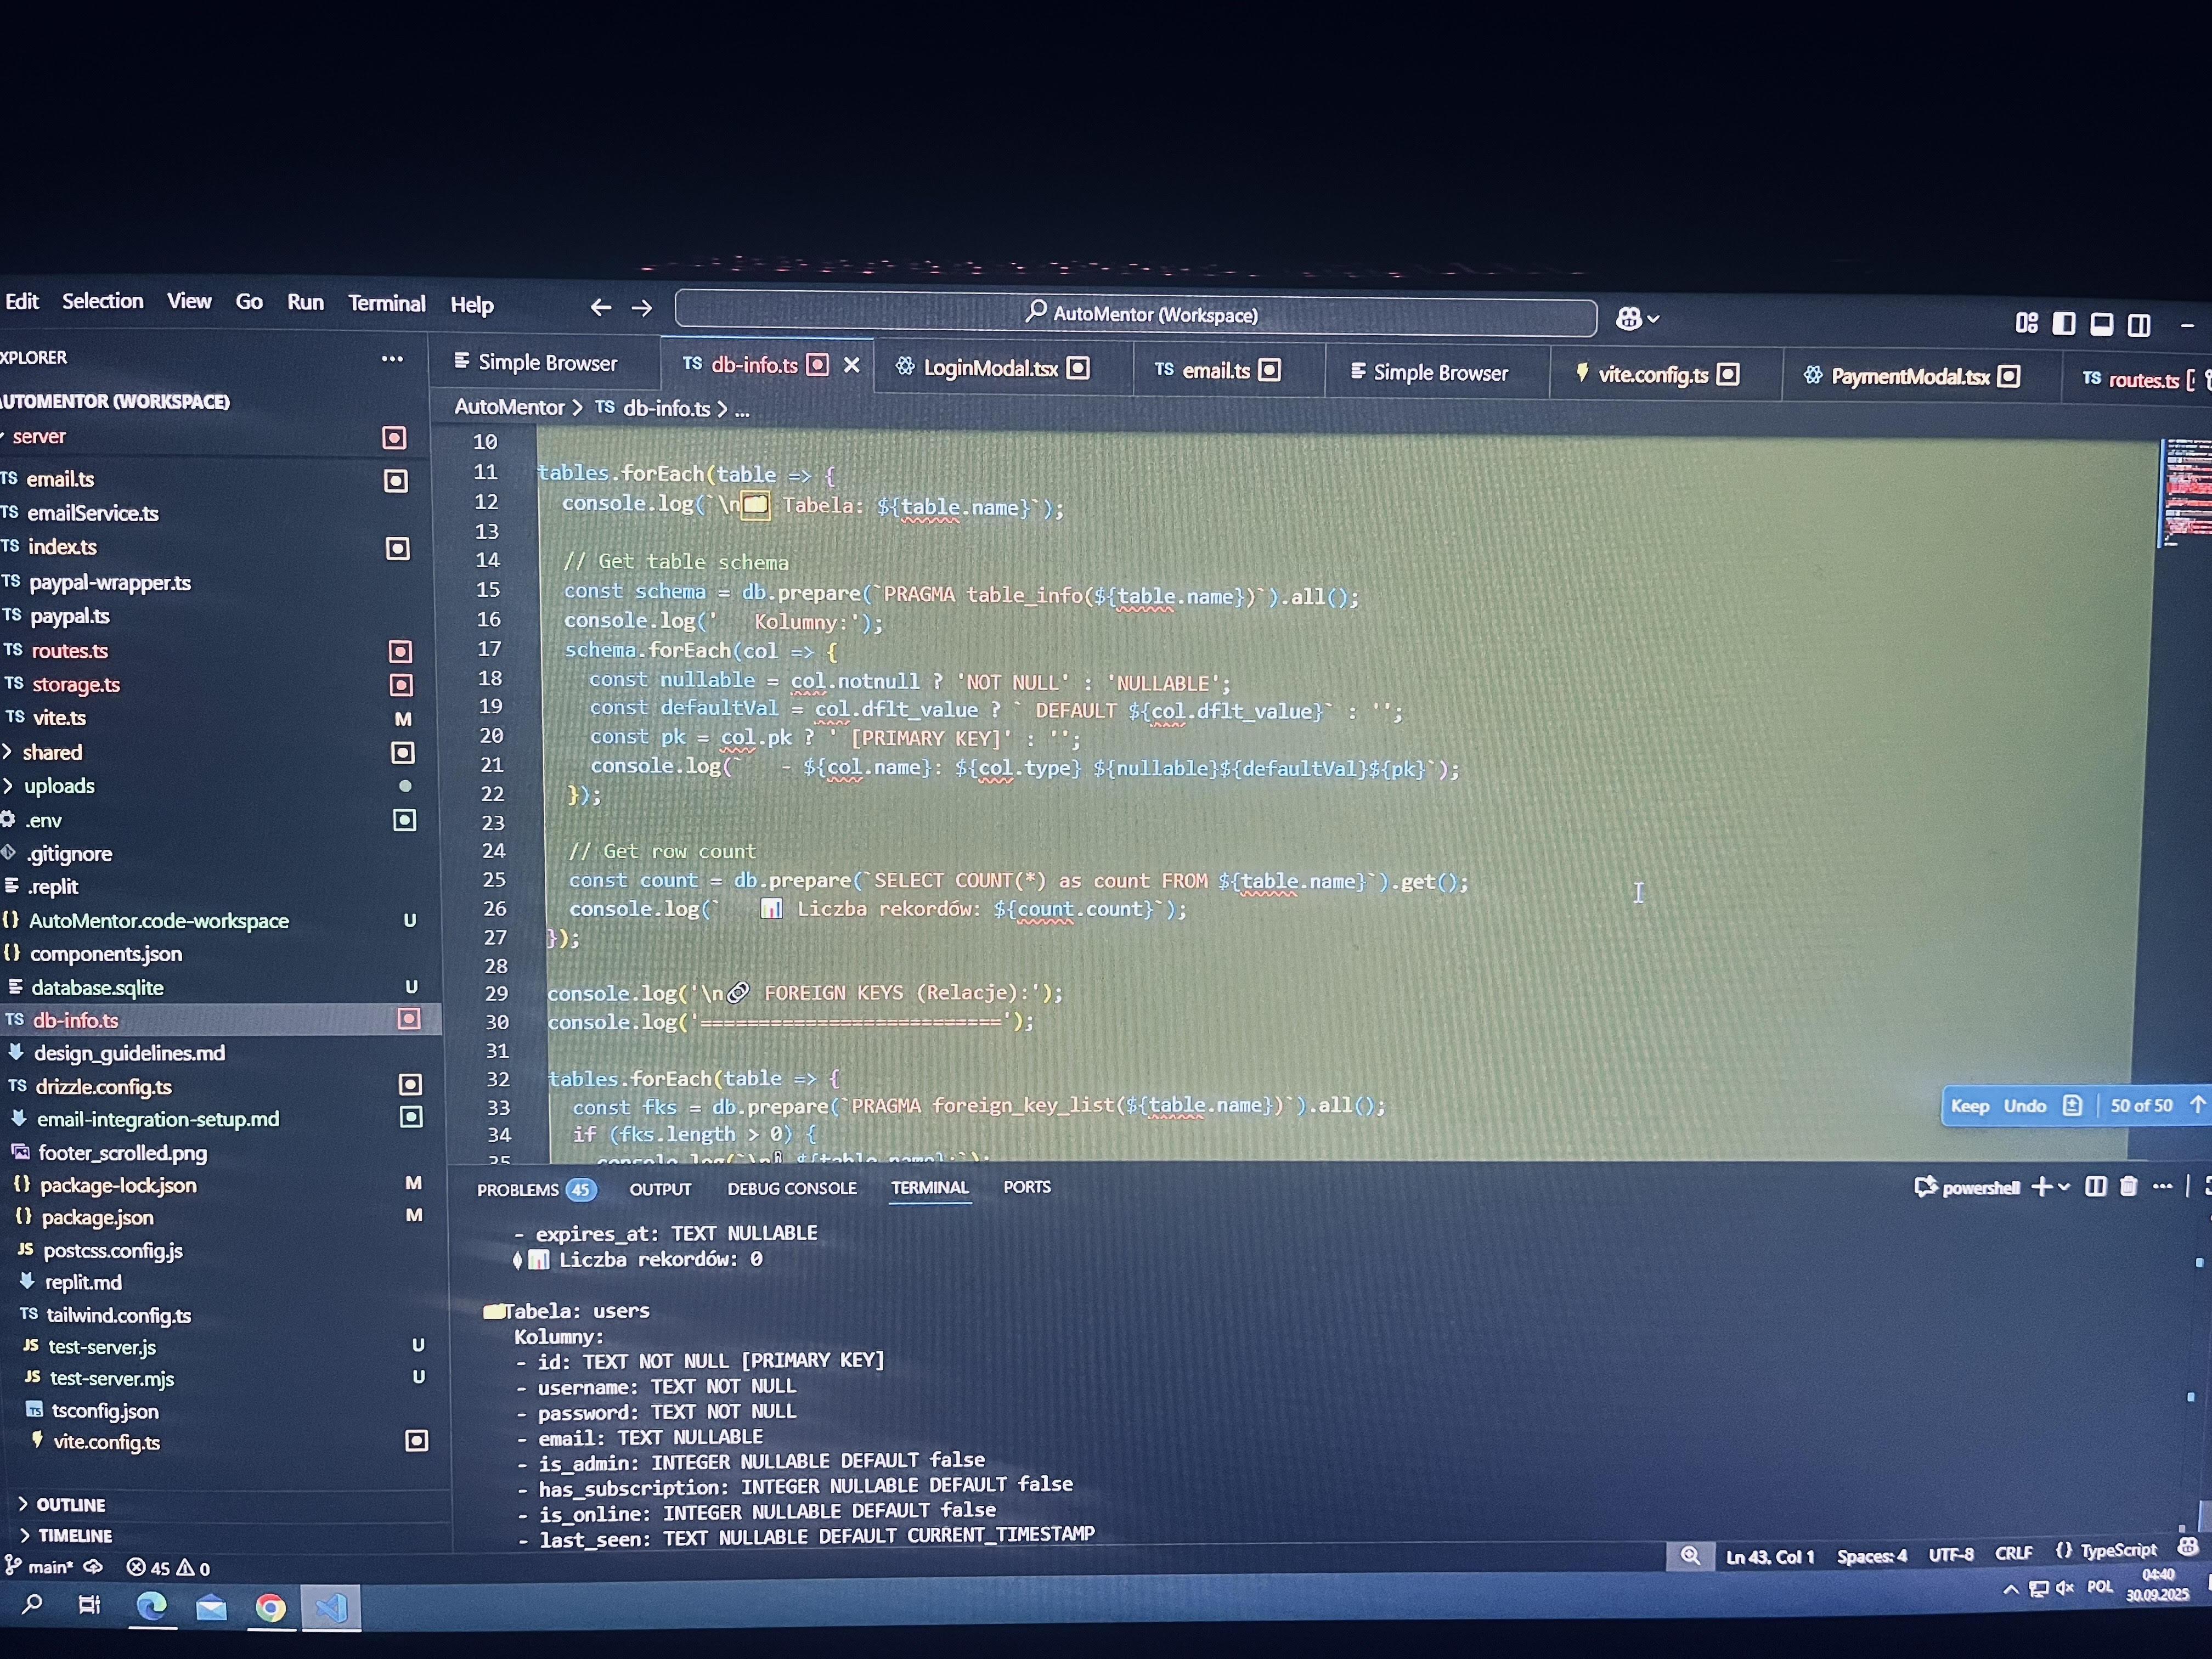 Edit Selection View Go Run Terminal Help
AutoMentor (Workspace)
XPLORER
AUTOMENTOR (WORKSPACE)
server
TS email.ts
TS emailService.ts
TS index.ts
TS paypal-wrapper.ts
TS paypal.ts
TS routes.ts
TS storage.ts
TS vite.ts M
shared
uploads
.env
.gitignore
.replit
{} AutoMentor.code-workspace U
{} components.json
database.sqlite U
TS db-info.ts
design_guidelines.md
TS drizzle.config.ts
email-integration-setup.md
footer_scrolled.png
{} package-lock.json M
{} package.json M
JS postcss.config.js
replit.md
TS tailwind.config.ts
JS test-server.js U
JS test-server.mjs U
TS tsconfig.json
vite.config.ts
OUTLINE
TIMELINE
Simple Browser TS db-info.ts LoginModal.tsx TS email.ts Simple Browser vite.config.ts PaymentModal.tsx TS routes.ts
AutoMentor > TS db-info.ts > ...
10
11 tables.forEach(table => {
12 console.log(`\n📁 Tabela: ${table.name}`);
13
14 // Get table schema
15 const schema = db.prepare(`PRAGMA table_info(${table.name})`).all();
16 console.log('   Kolumny:');
17 schema.forEach(col => {
18 const nullable = col.notnull ? 'NOT NULL' : 'NULLABLE';
19 const defaultVal = col.dflt_value ? ` DEFAULT ${col.dflt_value}` : '';
20 const pk = col.pk ? ' [PRIMARY KEY]' : '';
21 console.log(`   - ${col.name}: ${col.type} ${nullable}${defaultVal}${pk}`);
22 });
23
24 // Get row count
25 const count = db.prepare(`SELECT COUNT(*) as count FROM ${table.name}`).get();
26 console.log(`   📊 Liczba rekordów: ${count.count}`);
27 });
28
29 console.log('\n🔗 FOREIGN KEYS (Relacje):');
30 console.log('==========================');
31
32 tables.forEach(table => {
33 const fks = db.prepare(`PRAGMA foreign_key_list(${table.name})`).all();
34 if (fks.length > 0) {
35 console.log(`\n ${table.name}:`);
Keep Undo 50 of 50
PROBLEMS 45 OUTPUT DEBUG CONSOLE TERMINAL PORTS
powershell
- expires_at: TEXT NULLABLE
📊 Liczba rekordów: 0
📁Tabela: users
Kolumny:
- id: TEXT NOT NULL [PRIMARY KEY]
- username: TEXT NOT NULL
- password: TEXT NOT NULL
- email: TEXT NULLABLE
- is_admin: INTEGER NULLABLE DEFAULT false
- has_subscription: INTEGER NULLABLE DEFAULT false
- is_online: INTEGER NULLABLE DEFAULT false
- last_seen: TEXT NULLABLE DEFAULT CURRENT_TIMESTAMP
main* 45 0
Ln 43, Col 1 Spaces: 4 UTF-8 CRLF {} TypeScript
POL
04:40
30.09.2025